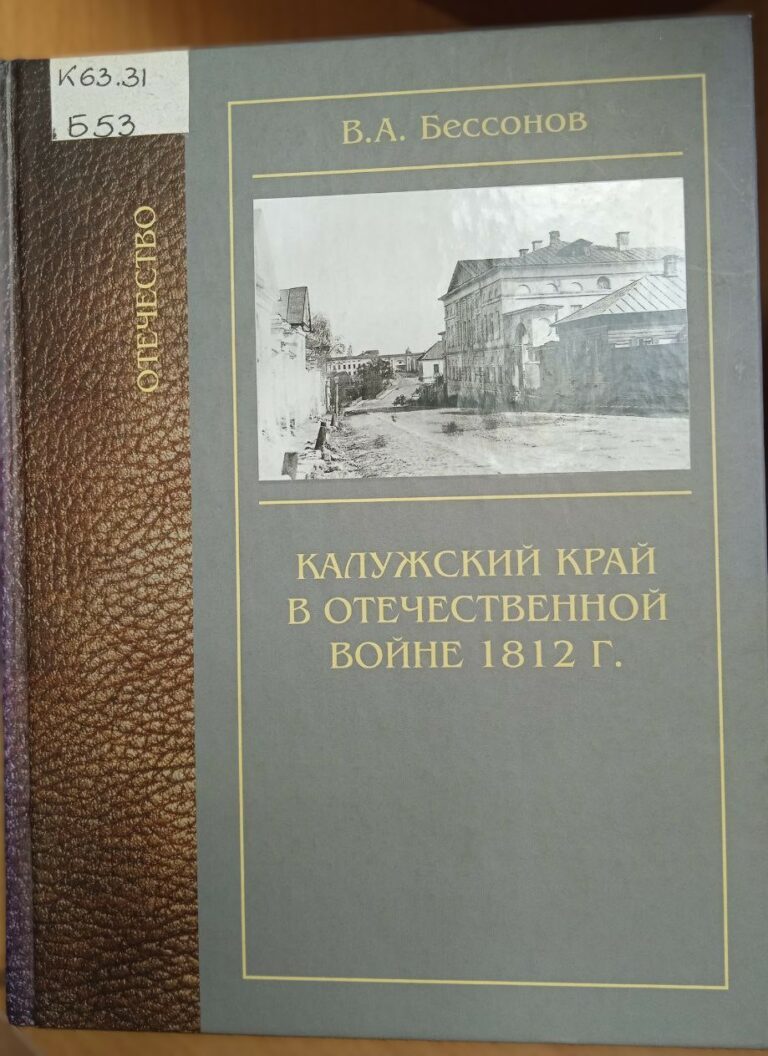 К63.31
Б53
ОТЕЧЕСТВО
В.А. Бессонов
КАЛУЖСКИЙ КРАЙ
В ОТЕЧЕСТВЕННОЙ
ВОЙНЕ 1812 Г.